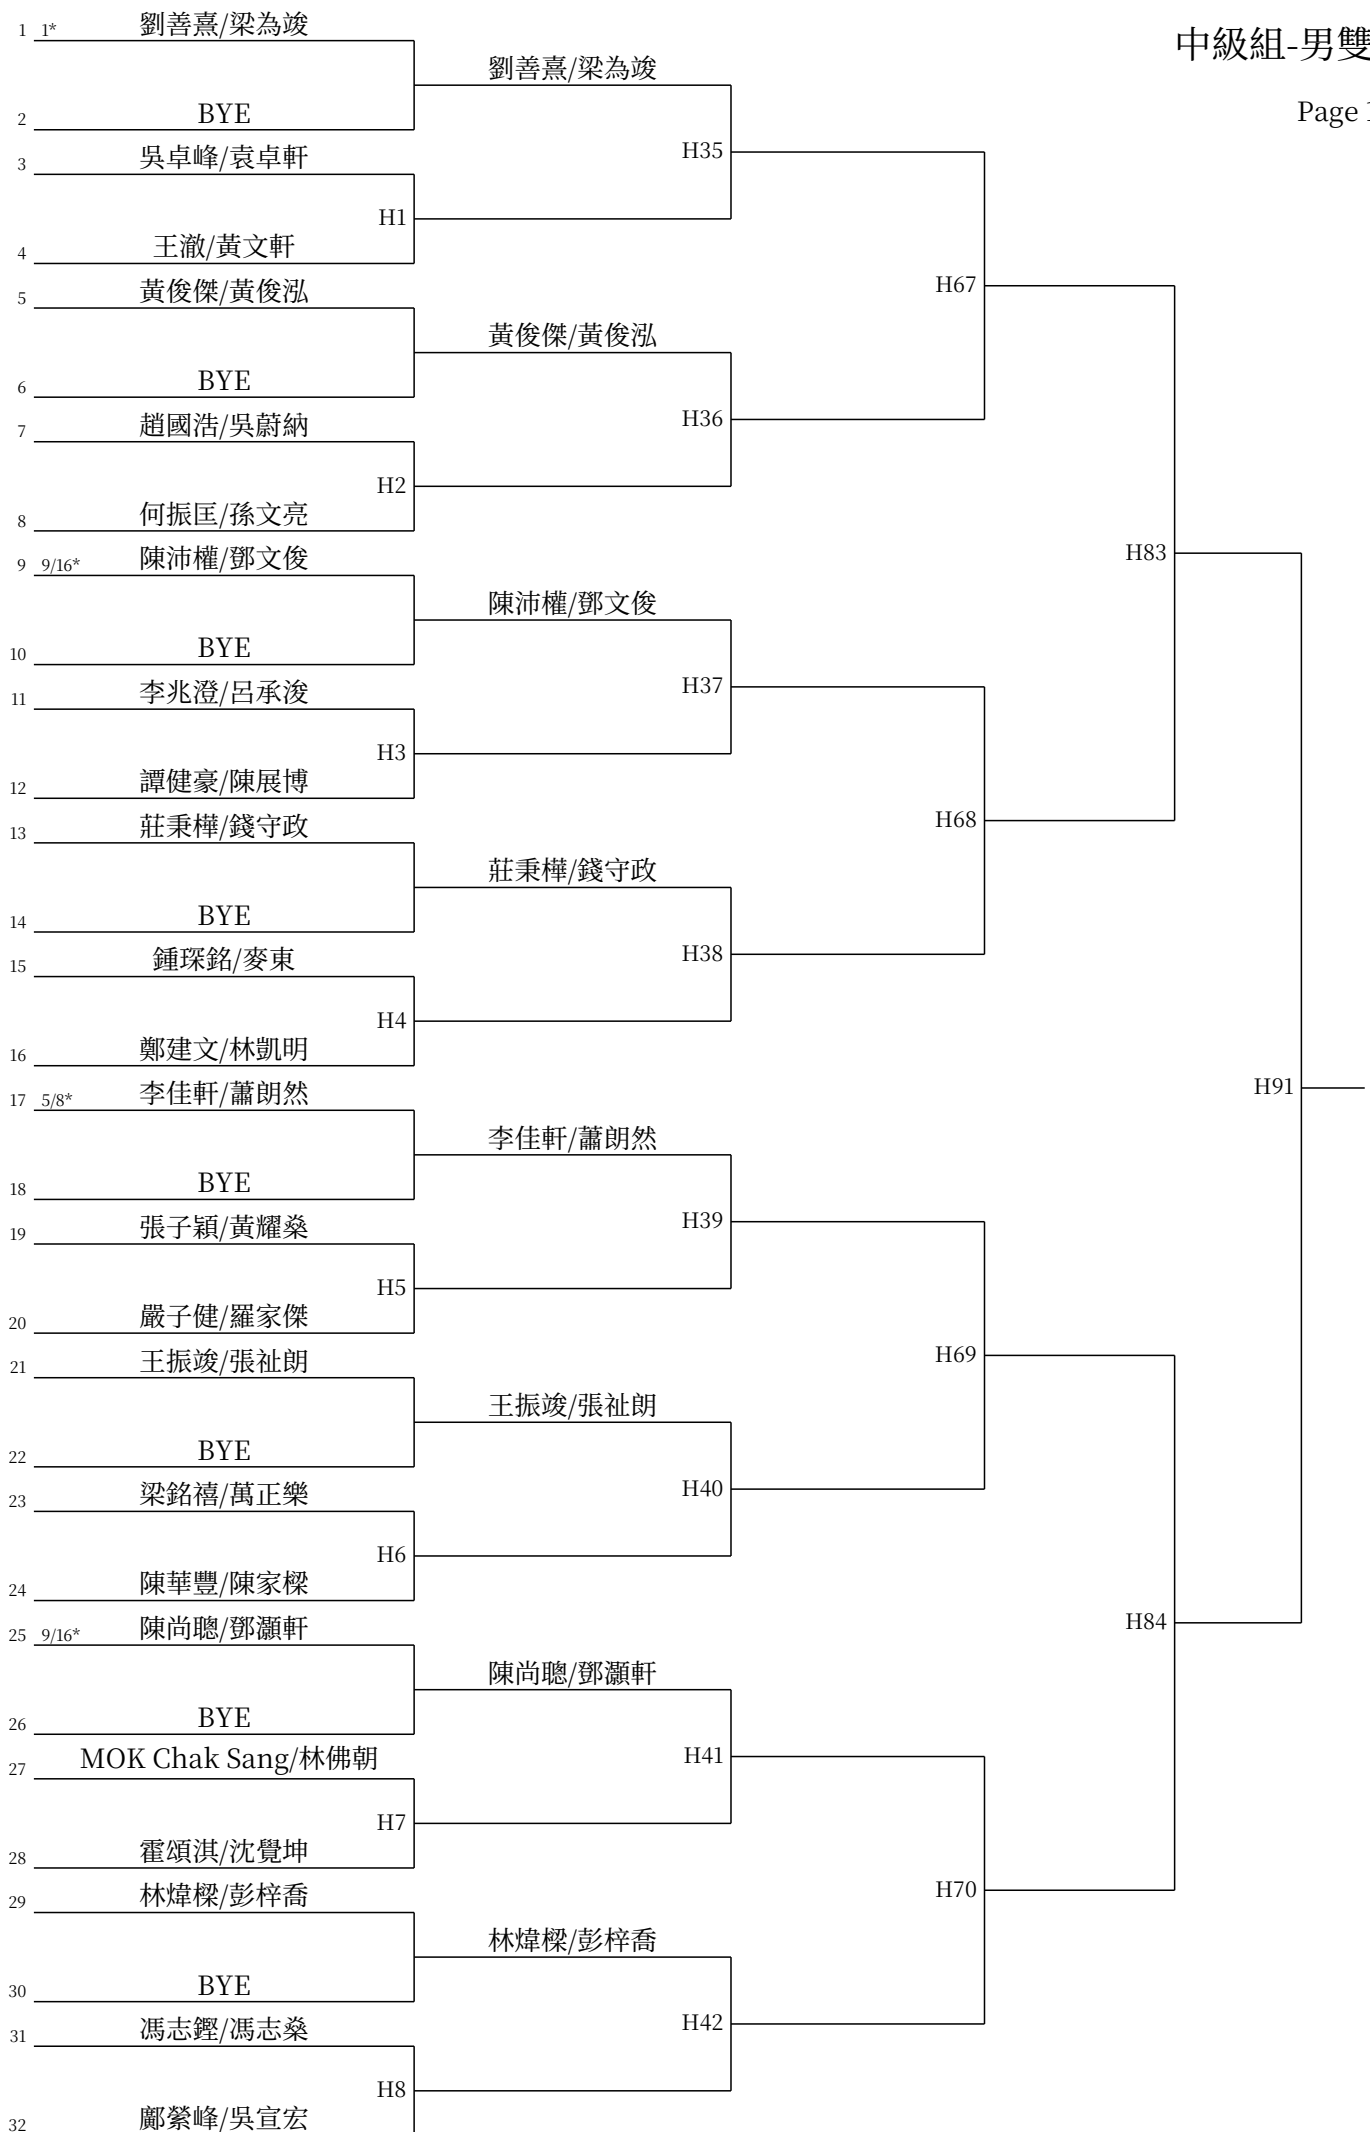 中級組-男雙
Page 1
1 1* 劉善熹/梁為竣
劉善熹/梁為竣
2 BYE
3 吳卓峰/袁卓軒
H35
H1
4 王澈/黃文軒
5 黃俊傑/黃俊泓
H67
黃俊傑/黃俊泓
6 BYE
7 趙國浩/吳蔚納
H36
H2
8 何振匡/孫文亮
9 9/16* 陳沛權/鄧文俊
H83
陳沛權/鄧文俊
10 BYE
11 李兆澄/呂承浚
H37
H3
12 譚健豪/陳展博
13 莊秉樺/錢守政
H68
莊秉樺/錢守政
14 BYE
15 鍾琛銘/麥東
H38
H4
16 鄭建文/林凱明
17 5/8* 李佳軒/蕭朗然
H91
李佳軒/蕭朗然
18 BYE
19 張子穎/黃耀燊
H39
H5
20 嚴子健/羅家傑
21 王振竣/張祉朗
H69
王振竣/張祉朗
22 BYE
23 梁銘禧/萬正樂
H40
H6
24 陳華豐/陳家樑
25 9/16* 陳尚聰/鄧灝軒
H84
陳尚聰/鄧灝軒
26 BYE
27 MOK Chak Sang/林佛朝
H41
H7
28 霍頌淇/沈覺坤
29 林煒樑/彭梓喬
H70
林煒樑/彭梓喬
30 BYE
31 馮志鏗/馮志燊
H42
H8
32 鄺縈峰/吳宣宏